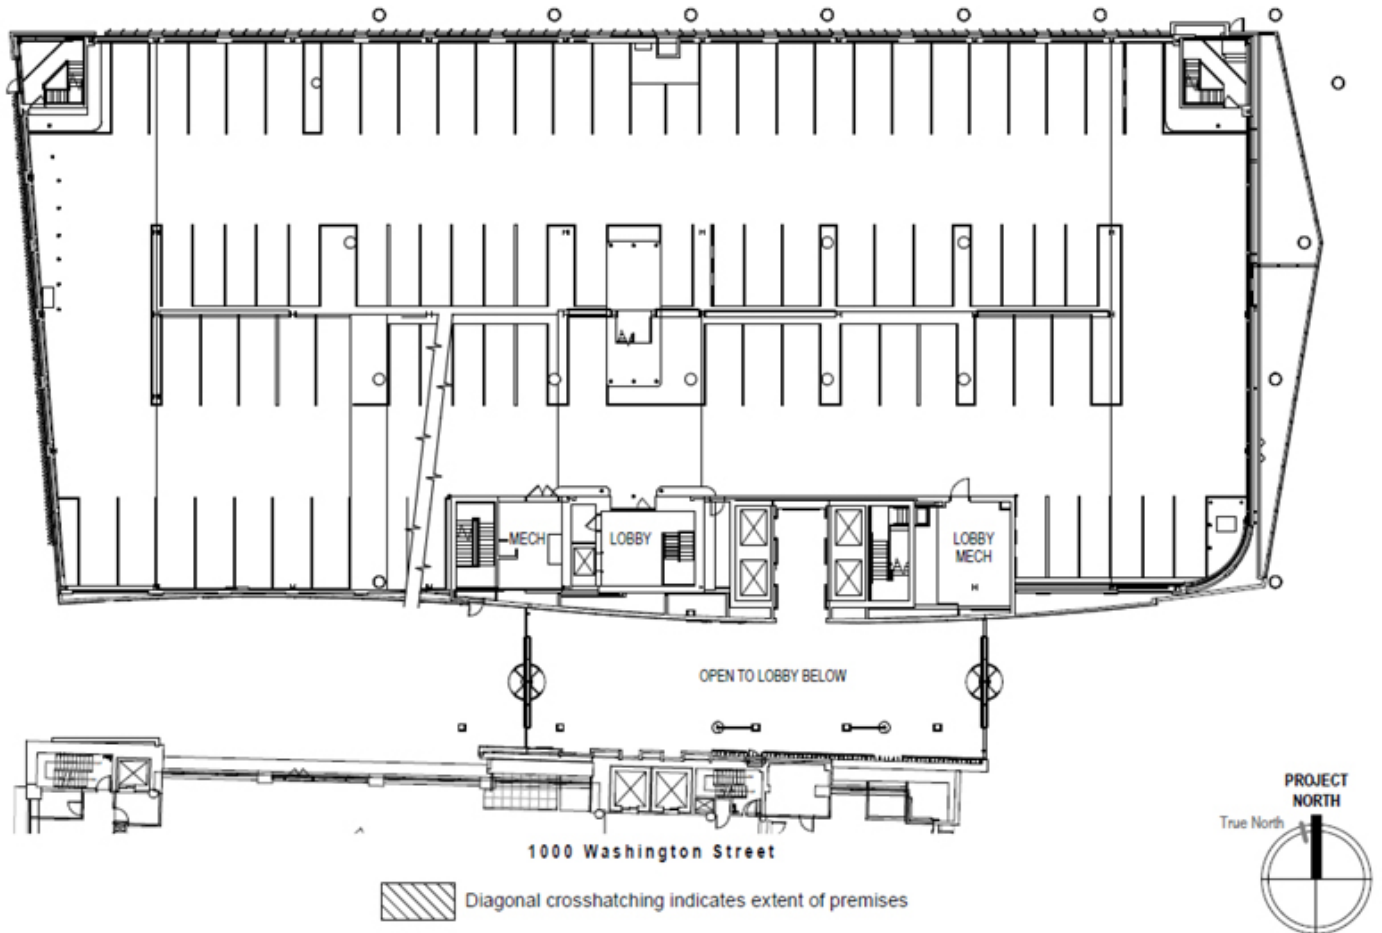 MECH
LOBBY
LOBBY
MECH
OPEN TO LOBBY BELOW
PROJECT
NORTH
True North
1000 Washington Street
Diagonal crosshatching indicates extent of premises